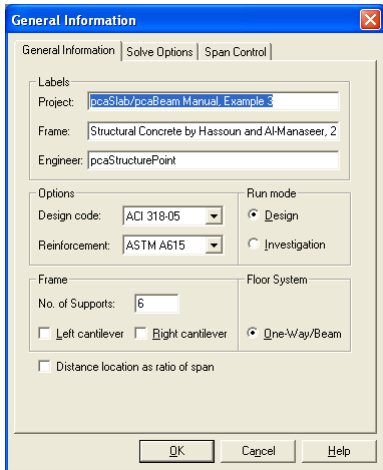 General Information
General Information Solve Options Span Control
Labels
Project: pcaSlab/pcaBeam Manual, Example 3
Frame: Structural Concrete by Hassoun and Al-Manaseer, 2
Engineer: pcaStructurePoint
Options Run mode
Design code: ACI 318-05 Design
Reinforcement: ASTM A615 Investigation
Frame Floor System
No. of Supports: 6
Left cantilever Right cantilever One-Way/Beam
Distance location as ratio of span
OK Cancel Help